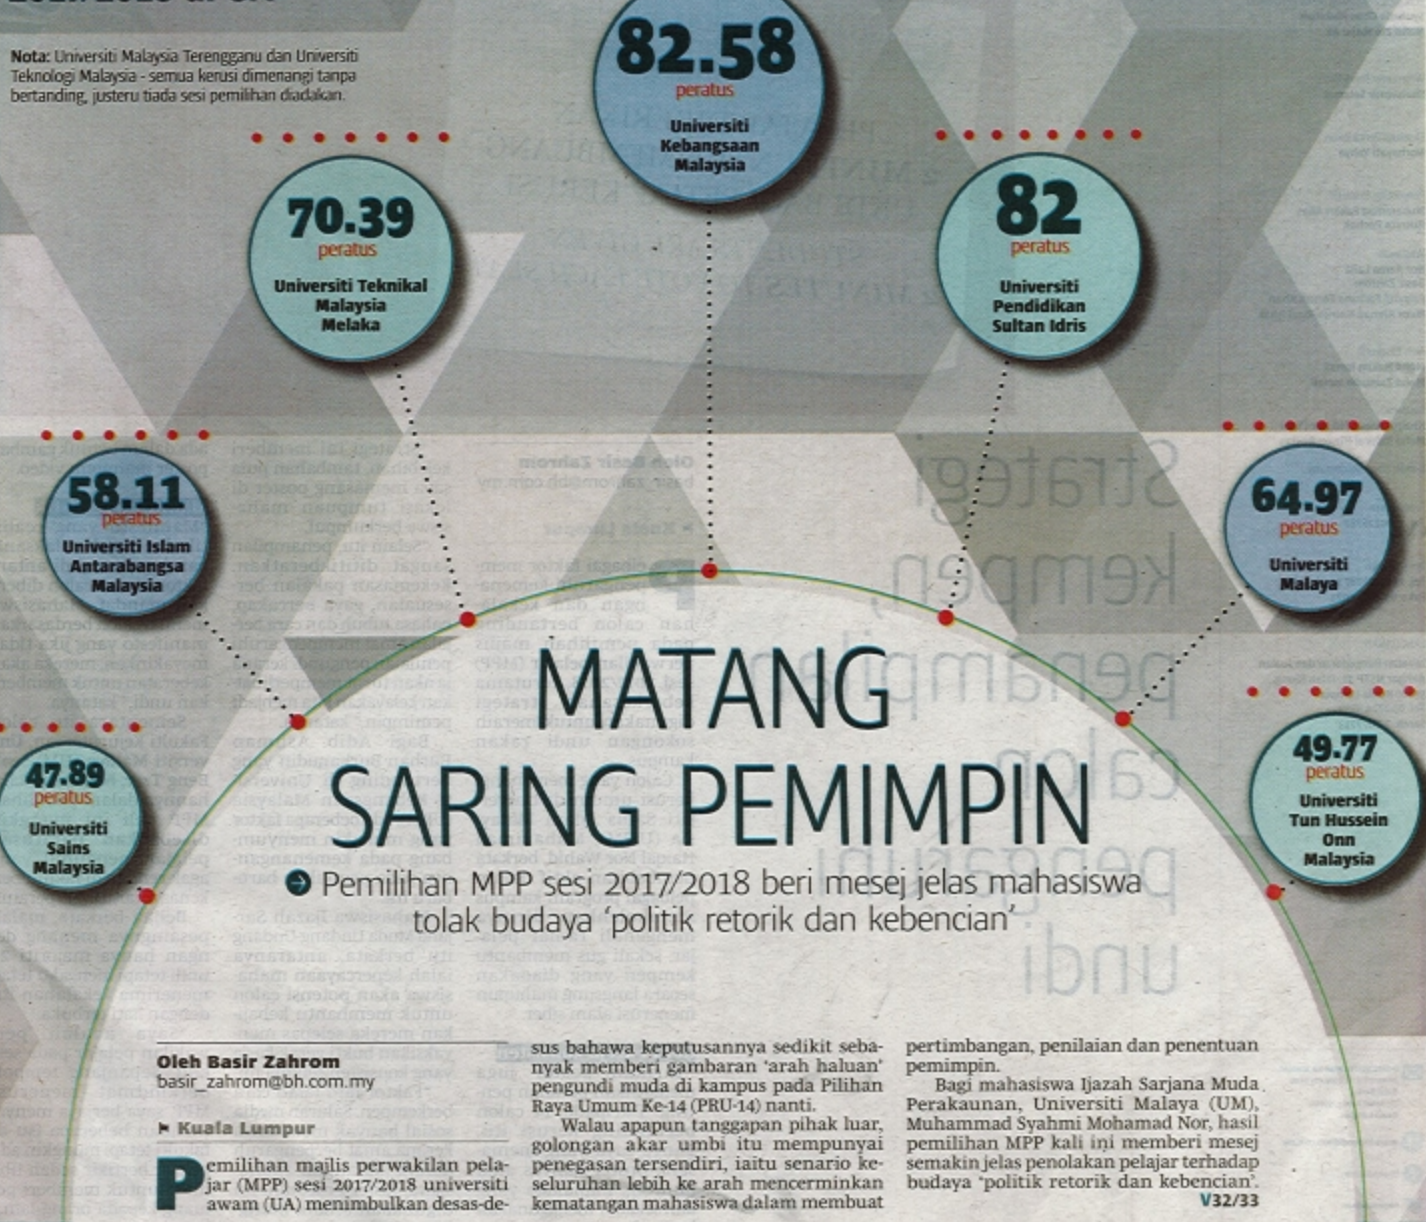 Nota: Universiti Malaysia Terengganu dan Universiti
Teknologi Malaysia - semua kerusi dimenangi tanpa
bertanding, justeru tiada sesi pemilihan diadakan.
82.58
peratus
Universiti
Kebangsaan
Malaysia
70.39
peratus
Universiti Teknikal
Malaysia
Melaka
82
peratus
Universiti
Pendidikan
Sultan Idris
58.11
peratus
Universiti Islam
Antarabangsa
Malaysia
64.97
peratus
Universiti
Malaya
47.89
peratus
Universiti
Sains
Malaysia
49.77
peratus
Universiti
Tun Hussein
Onn
Malaysia
MATANG
SARING PEMIMPIN
Pemilihan MPP sesi 2017/2018 beri mesej jelas mahasiswa
tolak budaya ‘politik retorik dan kebencian’
Oleh Basir Zahrom
basir_zahrom@bh.com.my
Kuala Lumpur
Pemilihan majlis perwakilan pela-
jar (MPP) sesi 2017/2018 universiti
awam (UA) menimbulkan desas-de-
sus bahawa keputusannya sedikit seba-
nyak memberi gambaran ‘arah haluan’
pengundi muda di kampus pada Pilihan
Raya Umum Ke-14 (PRU-14) nanti.
Walau apapun tanggapan pihak luar,
golongan akar umbi itu mempunyai
penegasan tersendiri, iaitu senario ke-
seluruhan lebih ke arah mencerminkan
kematangan mahasiswa dalam membuat
pertimbangan, penilaian dan penentuan
pemimpin.
Bagi mahasiswa Ijazah Sarjana Muda
Perakaunan, Universiti Malaya (UM),
Muhammad Syahmi Mohamad Nor, hasil
pemilihan MPP kali ini memberi mesej
semakin jelas penolakan pelajar terhadap
budaya ‘politik retorik dan kebencian’.
V32/33